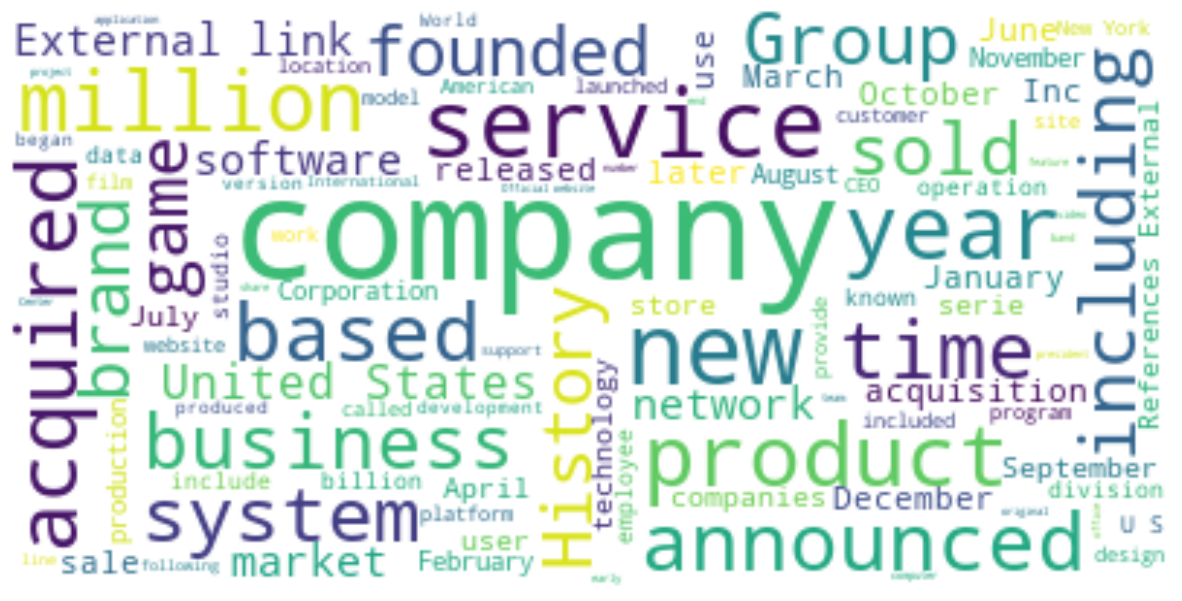 application
World
External link
founded
Group
June
New York
November
location
use
project
million
model
American
launched
end
March
October
Inc
service
customer
site
including
began
data
game
software
released
number
later
August
sold
feature
film
version
International
Official website
CEO
operation
External
References
acquired
brand
company
year
video
work
band
studio
share
Corporation
January
Center
July
History
store
known
serie
website
based
support
new
provide
time
president
United States
technology
network
team
acquisition
production
produced
called
development
included
program
business
product
September
include
billion
April
employee
companies
December
division
system
platform
original
office
U S
user
announced
line
sale
following
market
February
design
early
computer